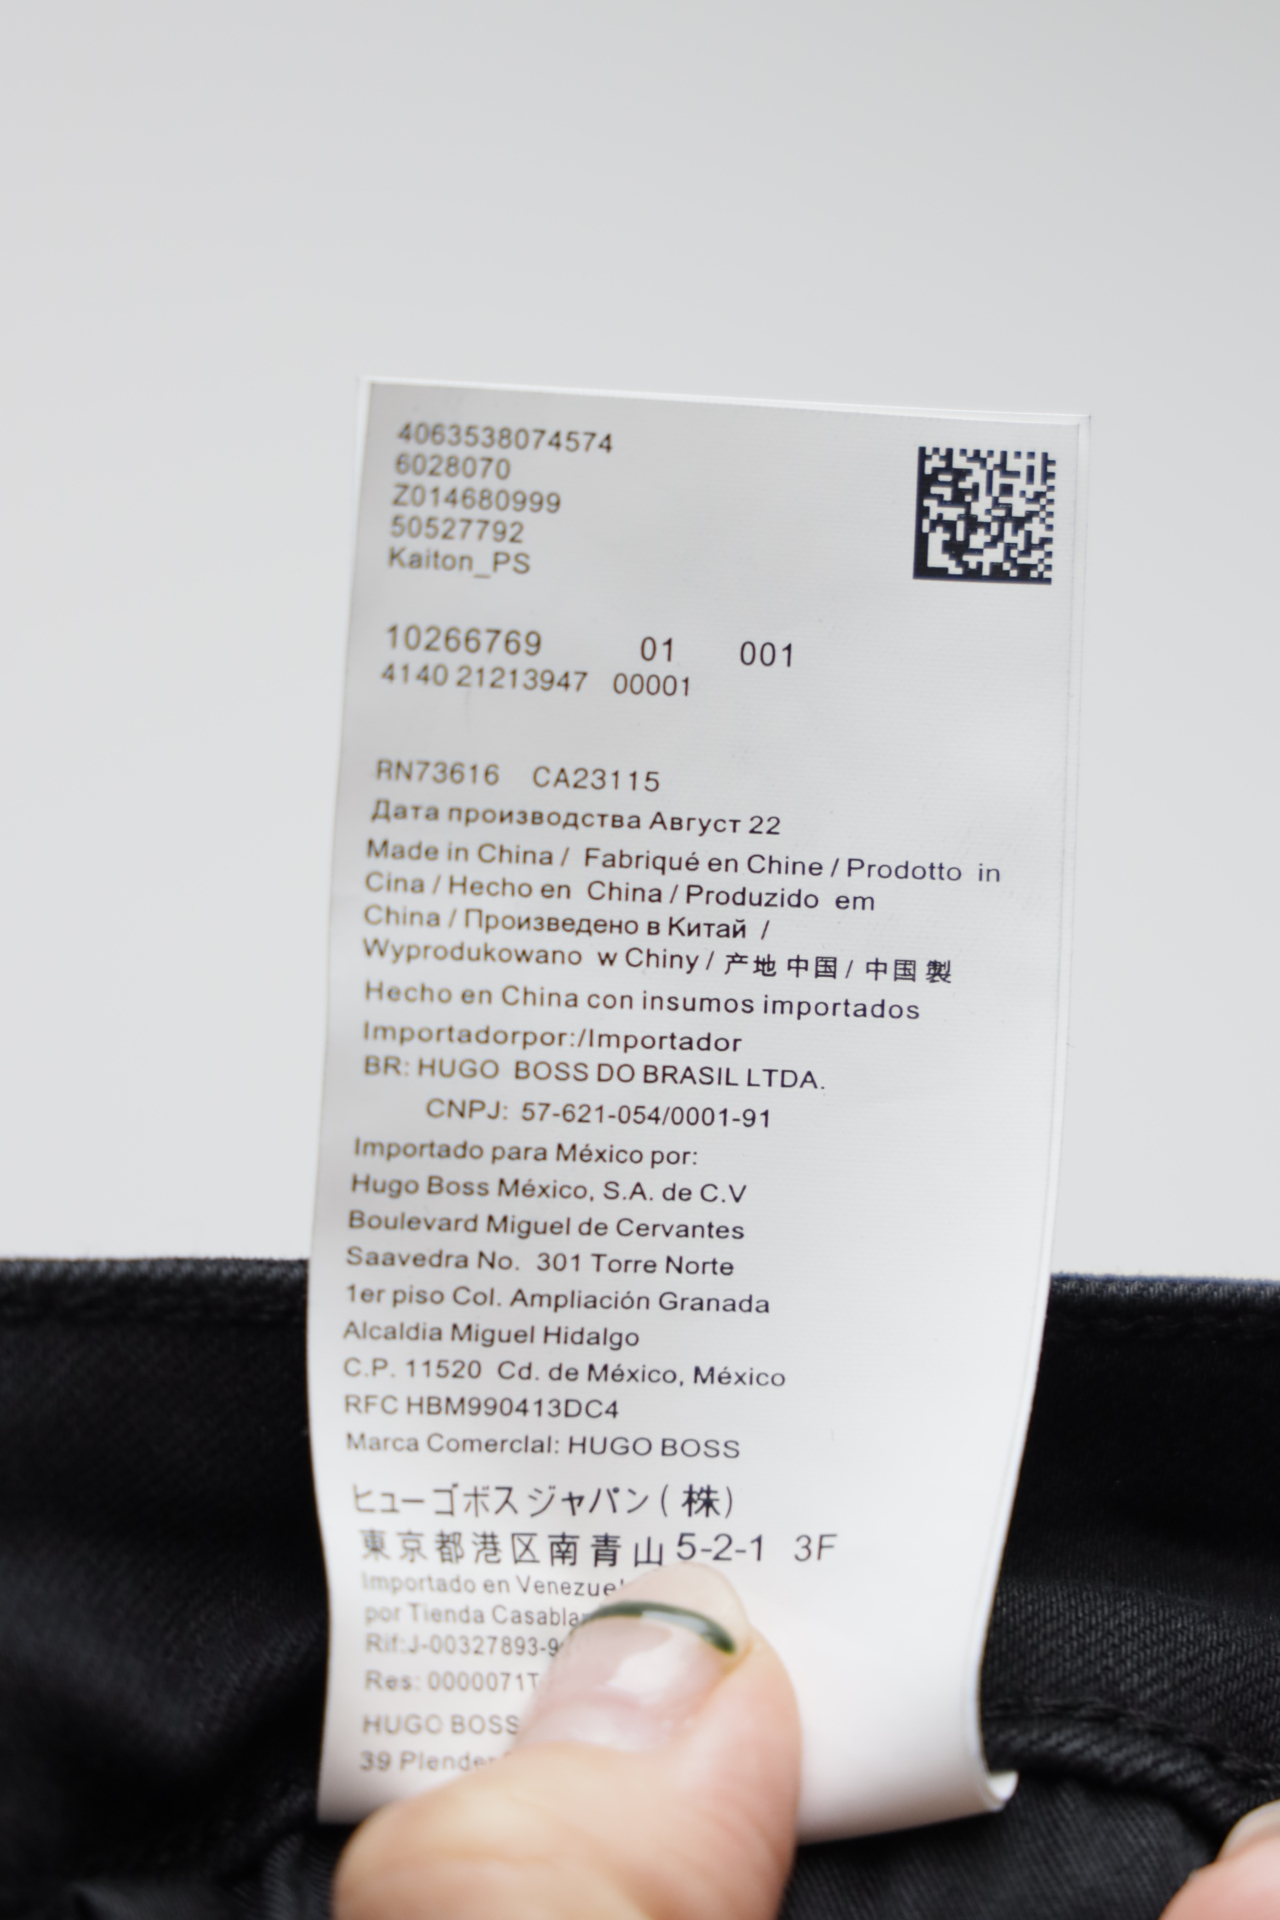 4063538074574
6028070
Z014680999
50527792
Kaiton_PS
10266769 01 001
4140 21213947 00001
RN73616 CA23115
Дата производства Август 22
Made in China / Fabriqué en Chine / Prodotto in
Cina / Hecho en China / Produzido em
China / Произведено в Китай /
Wyprodukowano w Chiny / 产地 中国 / 中国製
Hecho en China con insumos importados
Importadorpor:/Importador
BR: HUGO BOSS DO BRASIL LTDA.
CNPJ: 57-621-054/0001-91
Importado para México por:
Hugo Boss México, S.A. de C.V
Boulevard Miguel de Cervantes
Saavedra No. 301 Torre Norte
1er piso Col. Ampliación Granada
Alcaldia Miguel Hidalgo
C.P. 11520 Cd. de México, México
RFC HBM990413DC4
Marca Comerclal: HUGO BOSS
ヒューゴボスジャパン(株)
東京都港区南青山 5-2-1 3F
Importado en
por Tienda
Rif:J-00327893-9
Res: 0000071T
HUGO BOSS
39